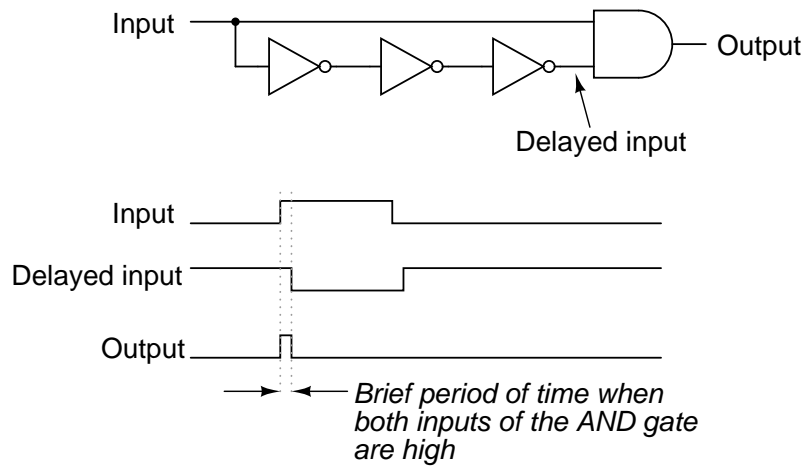 Input
Output
Delayed input
Input
Delayed input
Output
Brief period of time when
both inputs of the AND gate
are high